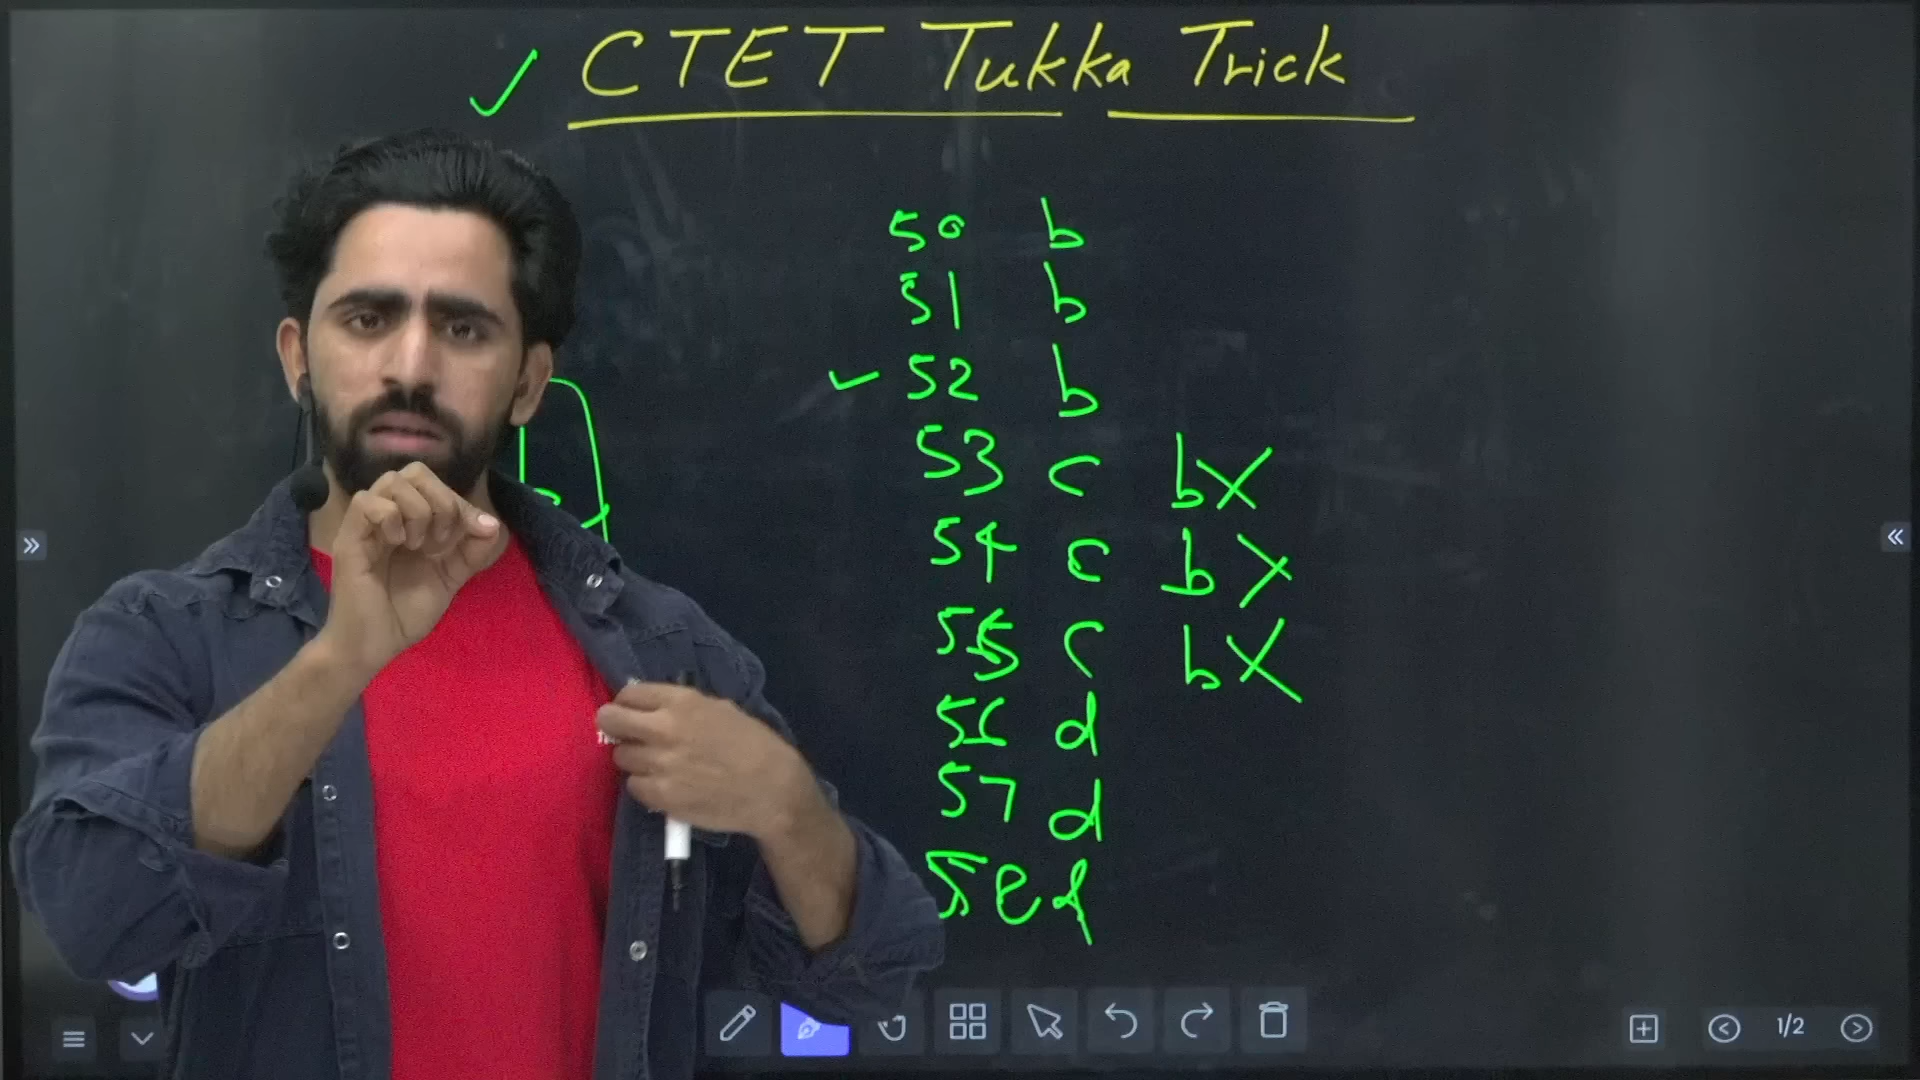 ✓ CTET Tukka Trick
50 b
51 b
✓ 52 b
53 c b X
54 c b X
55 c b X
56 d
57 d
58 d
1/2